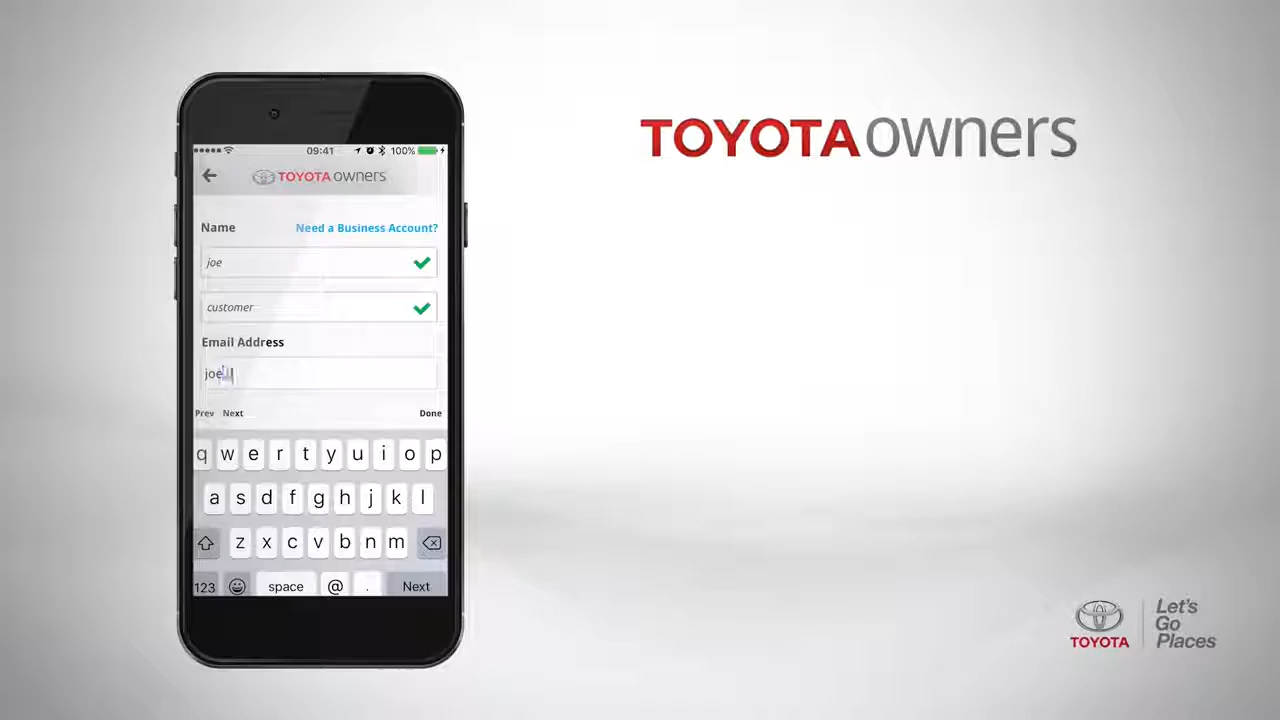 TOYOTA owners
09:41
100%
TOYOTA owners
Name
Need a Business Account?
joe
customer
Email Address
joe
Prev Next
Done
q w e r t y u i o p
a s d f g h j k l
z x c v b n m
123 space @ . Next
TOYOTA
Let's
Go
Places